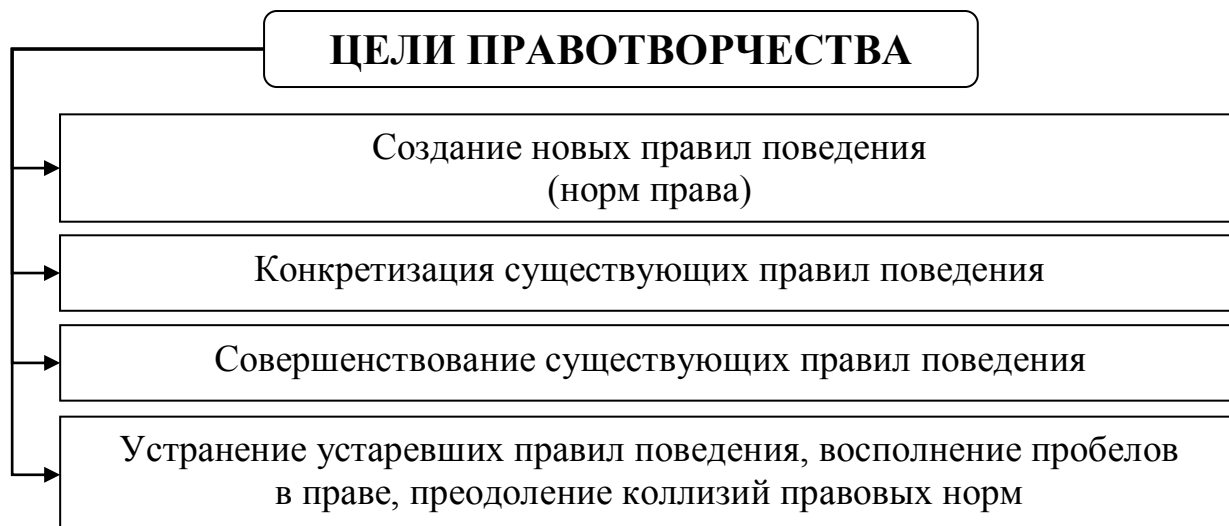 ЦЕЛИ ПРАВОТВОРЧЕСТВА
Создание новых правил поведения
(норм права)
Конкретизация существующих правил поведения
Совершенствование существующих правил поведения
Устранение устаревших правил поведения, восполнение пробелов
в праве, преодоление коллизий правовых норм